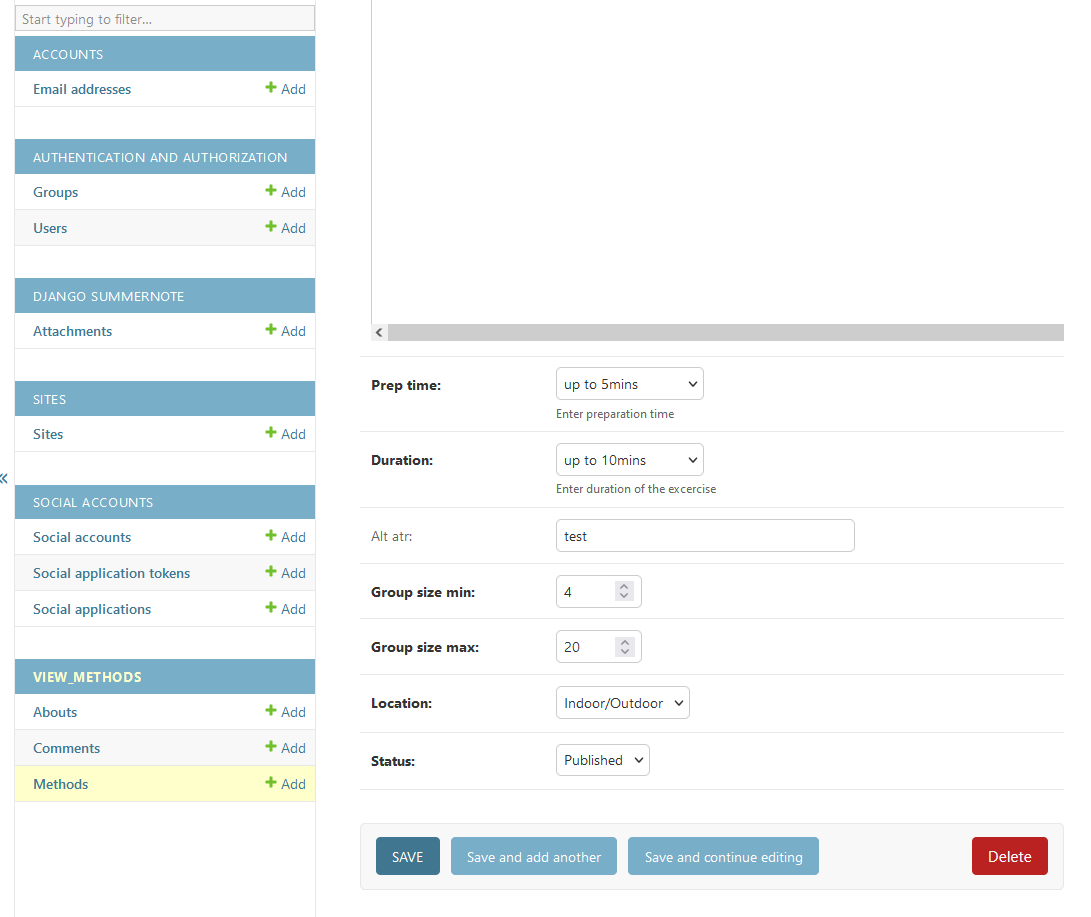 Start typing to filter...
ACCOUNTS
Email addresses Add
AUTHENTICATION AND AUTHORIZATION
Groups Add
Users Add
DJANGO SUMMERNOTE
Attachments Add
SITES
Sites Add
«
SOCIAL ACCOUNTS
Social accounts Add
Social application tokens Add
Social applications Add
VIEW_METHODS
Abouts Add
Comments Add
Methods Add
Prep time: up to 5mins
Enter preparation time
Duration: up to 10mins
Enter duration of the excercise
Alt atr: test
Group size min: 4
Group size max: 20
Location: Indoor/Outdoor
Status: Published
SAVE Save and add another Save and continue editing Delete